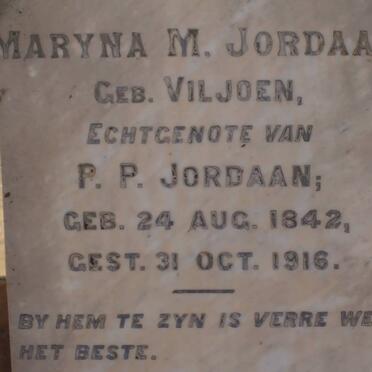 MARYNA M. JORDAA
GEB. VILJOEN,
ECHTGENOTE VAN
P. P. JORDAAN;
GEB. 24 AUG. 1842,
GEST. 31 OCT. 1916.
BY HEM TE ZYN IS VERRE WE
HET BESTE.